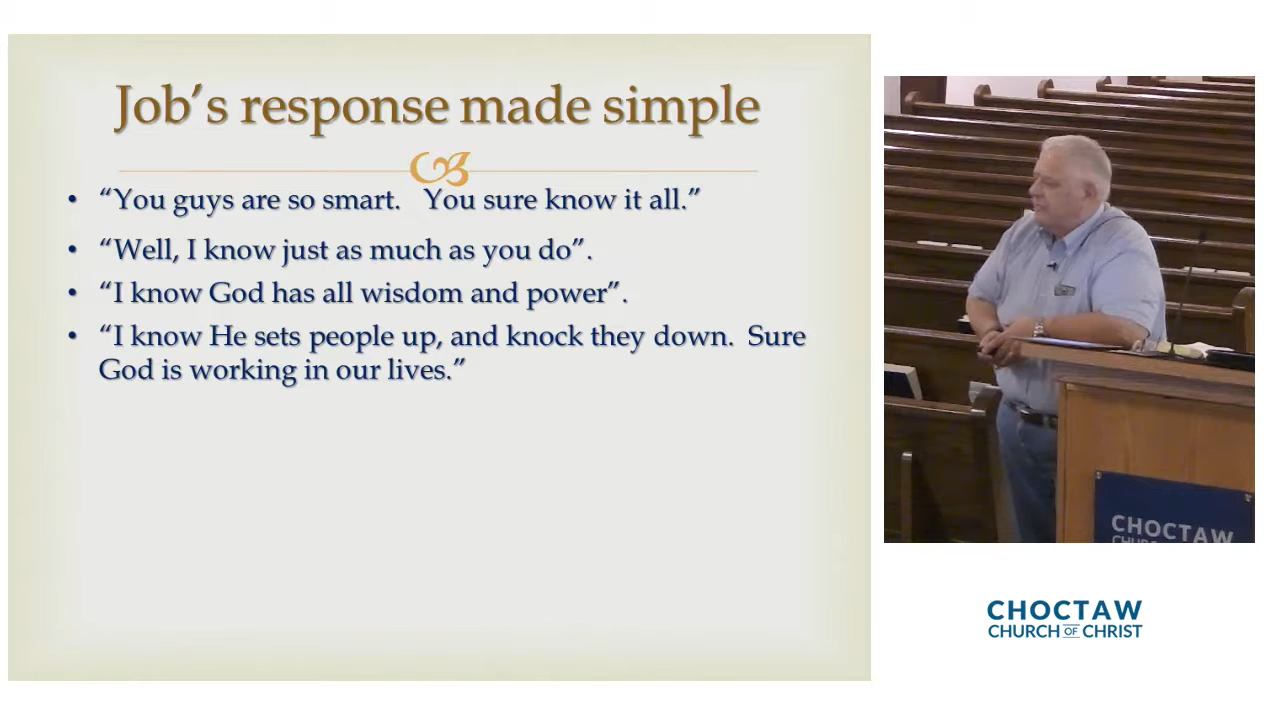 Job’s response made simple
• “You guys are so smart.   You sure know it all.”
• “Well, I know just as much as you do”.
• “I know God has all wisdom and power”.
• “I know He sets people up, and knock they down.  Sure
God is working in our lives.”
CHOCTAW
CHOCTAW
CHURCH OF CHRIST